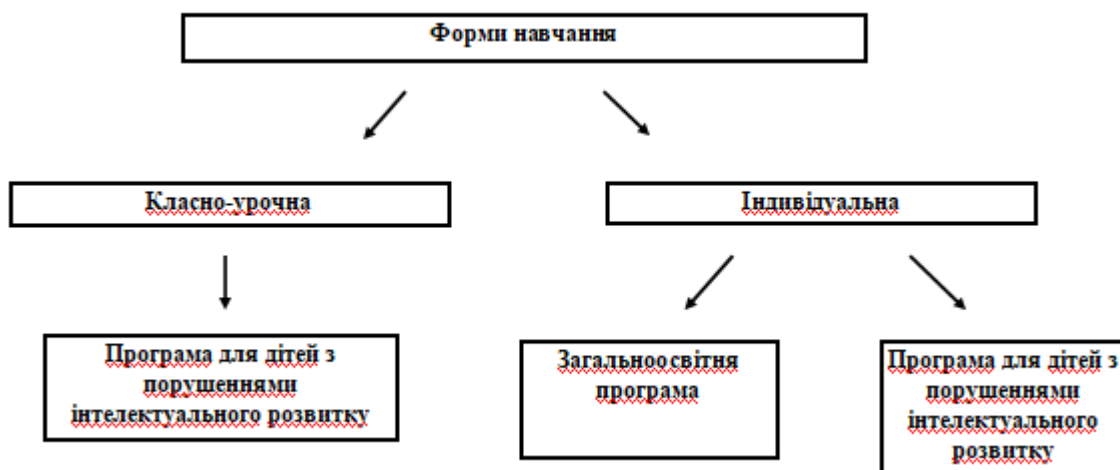 Форми навчання
Класно-урочна
Індивідуальна
Програма для дітей з
порушеннями
інтелектуального розвитку
Загальноосвітня
програма
Програма для дітей з
порушеннями
інтелектуального
розвитку